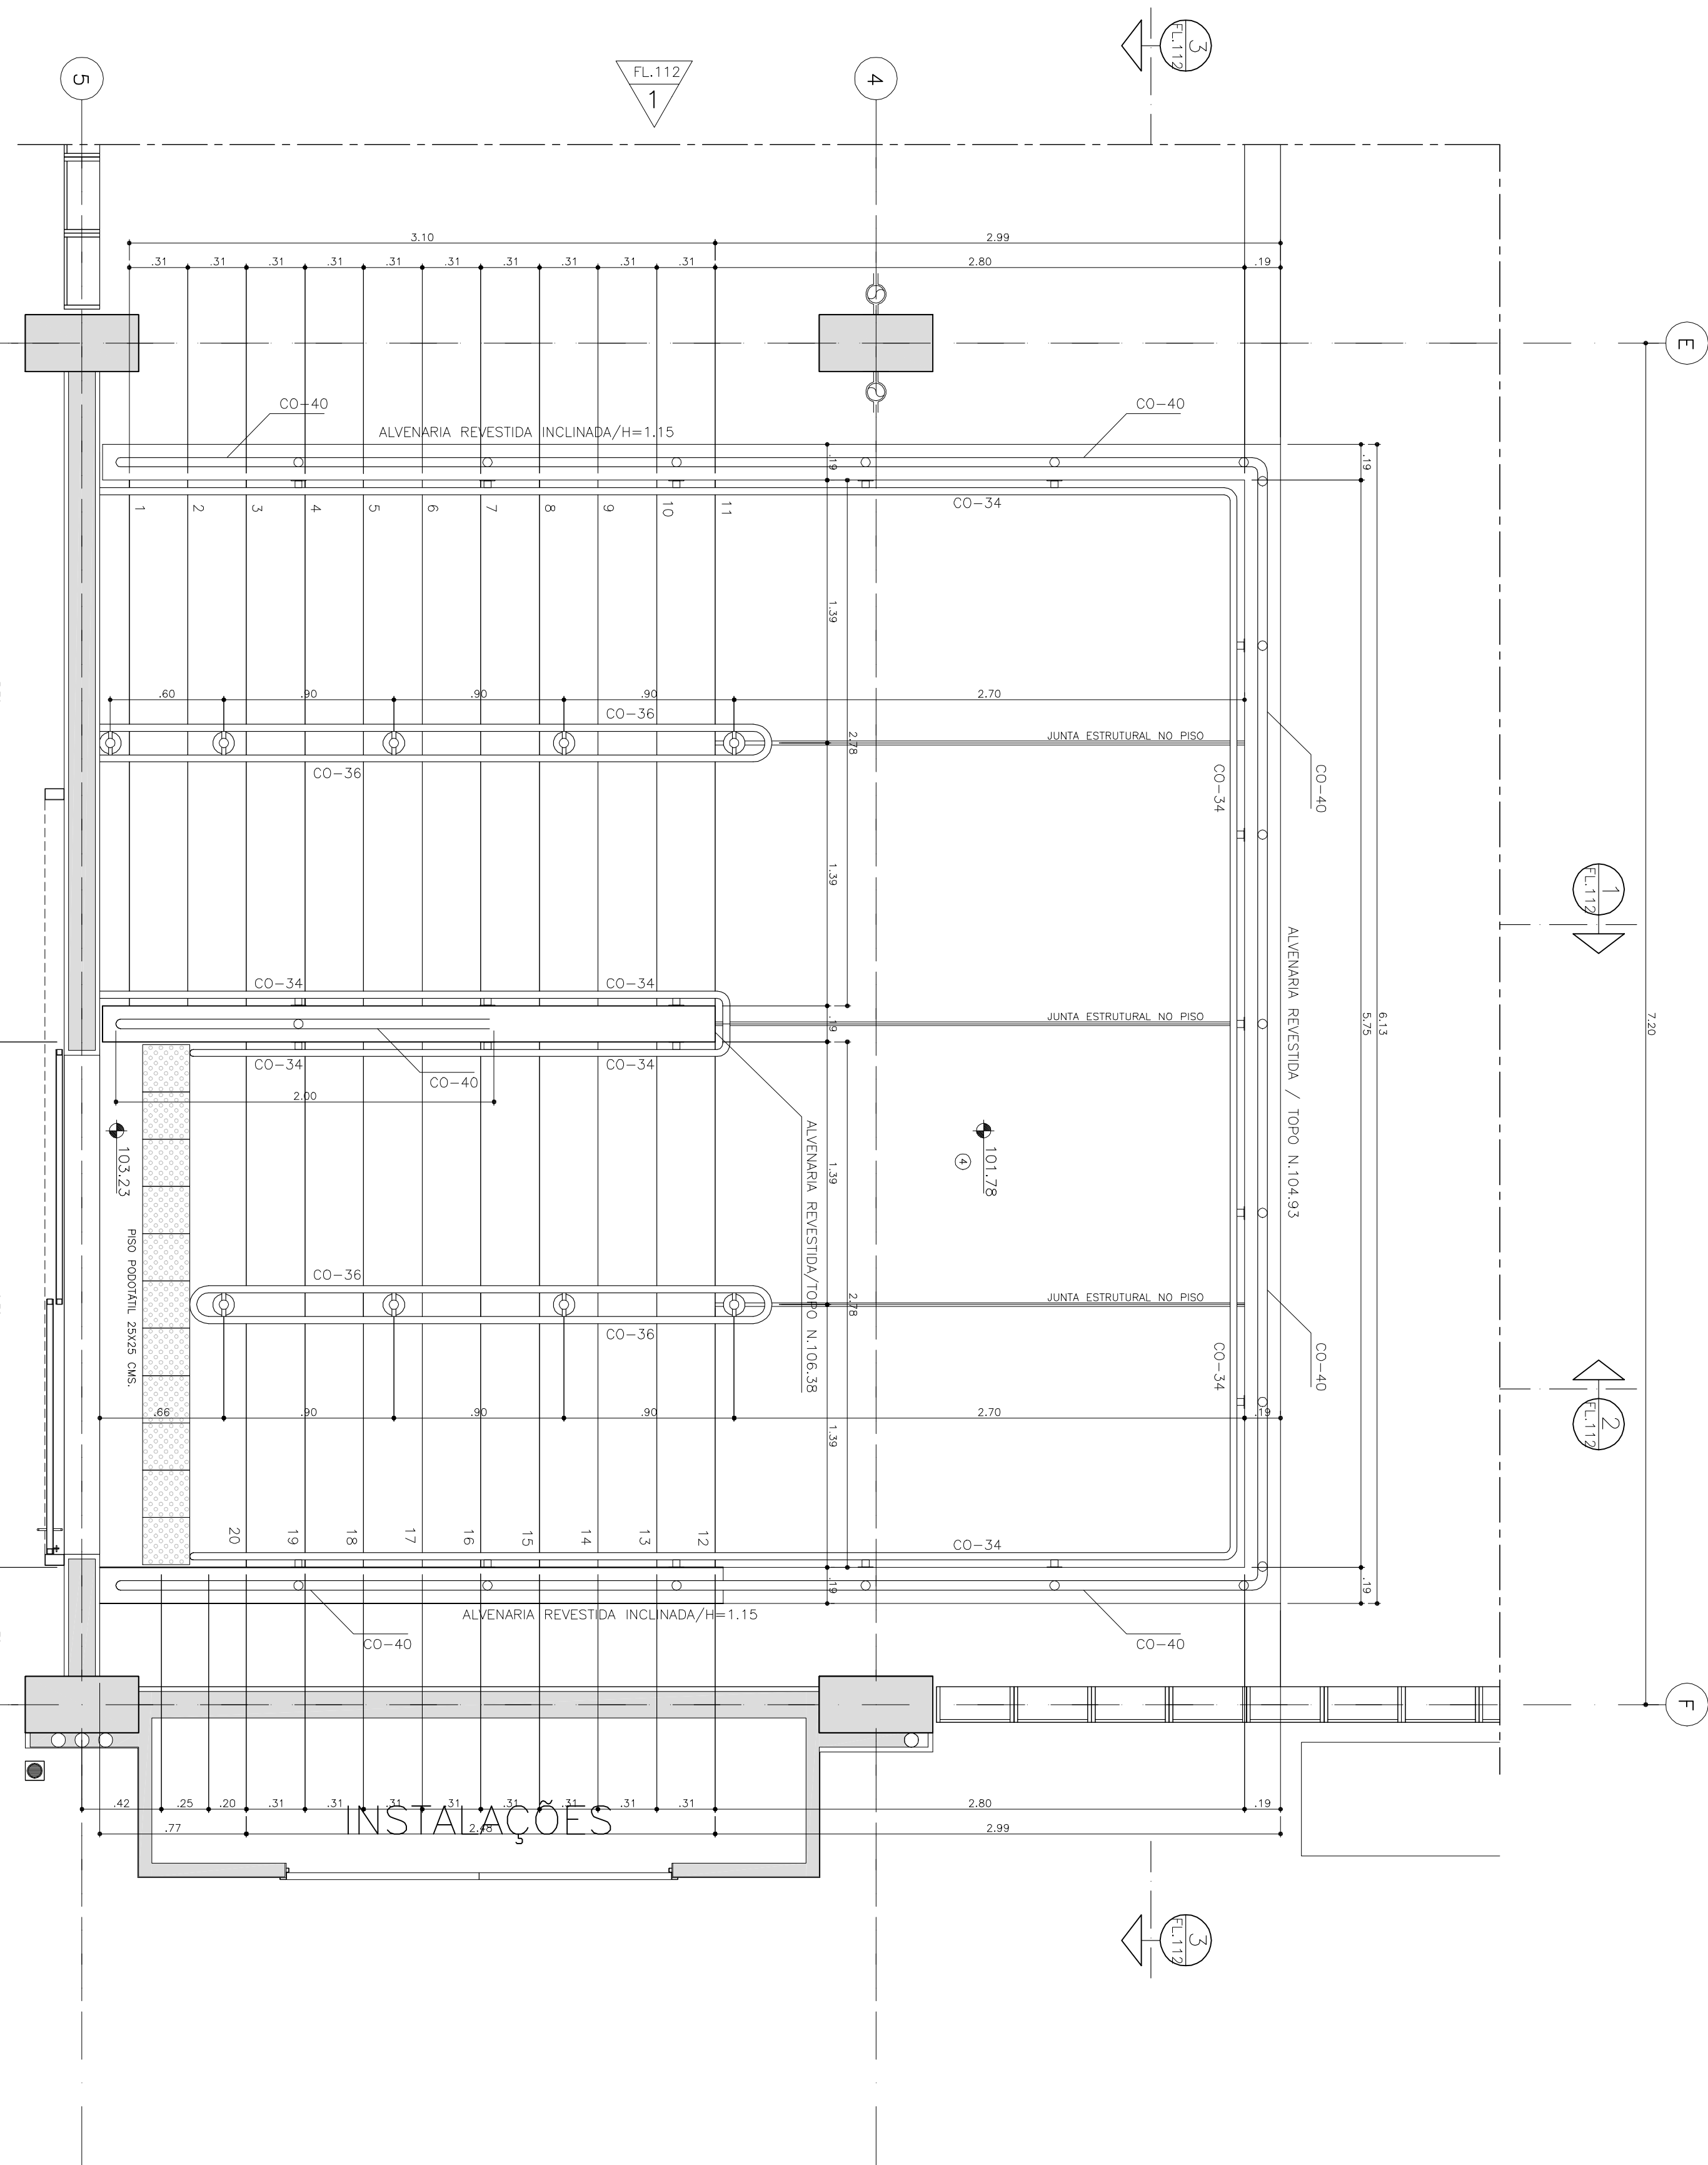 3
FL.112
5
FL.112
1
4
3.10
2.99
.31
.31
.31
.31
.31
.31
.31
.31
.31
.31
2.80
.19
E
CO-40
CO-40
ALVENARIA REVESTIDA INCLINADA/H=1.15
.19
.19
CO-34
1
2
3
4
5
6
7
8
9
10
11
1.39
.60
.90
.90
.90
2.70
CO-36
2.78
JUNTA ESTRUTURAL NO PISO
CO-36
CO-34
CO-40
1.39
1
FL.112
ALVENARIA REVESTIDA / TOPO N.104.93
5.75
6.13
7.20
CO-34
CO-34
.19
JUNTA ESTRUTURAL NO PISO
CO-34
CO-34
CO-40
2.00
103.23
101.78
4
ALVENARIA REVESTIDA/TOPO N.106.38
1.39
PISO PODOTÁTIL 25X25 CMS.
CO-36
2.78
JUNTA ESTRUTURAL NO PISO
CO-36
CO-34
CO-40
2
FL.112
.66
.90
.90
.90
2.70
.19
1.39
20
19
18
17
16
15
14
13
12
CO-34
.19
.19
ALVENARIA REVESTIDA INCLINADA/H=1.15
CO-40
CO-40
F
.42
.25
.20
.31
.31
.31
.31
.31
.31
.31
.31
2.80
.19
INSTALAÇÕES
.77
2.48
2.99
3
FL.112